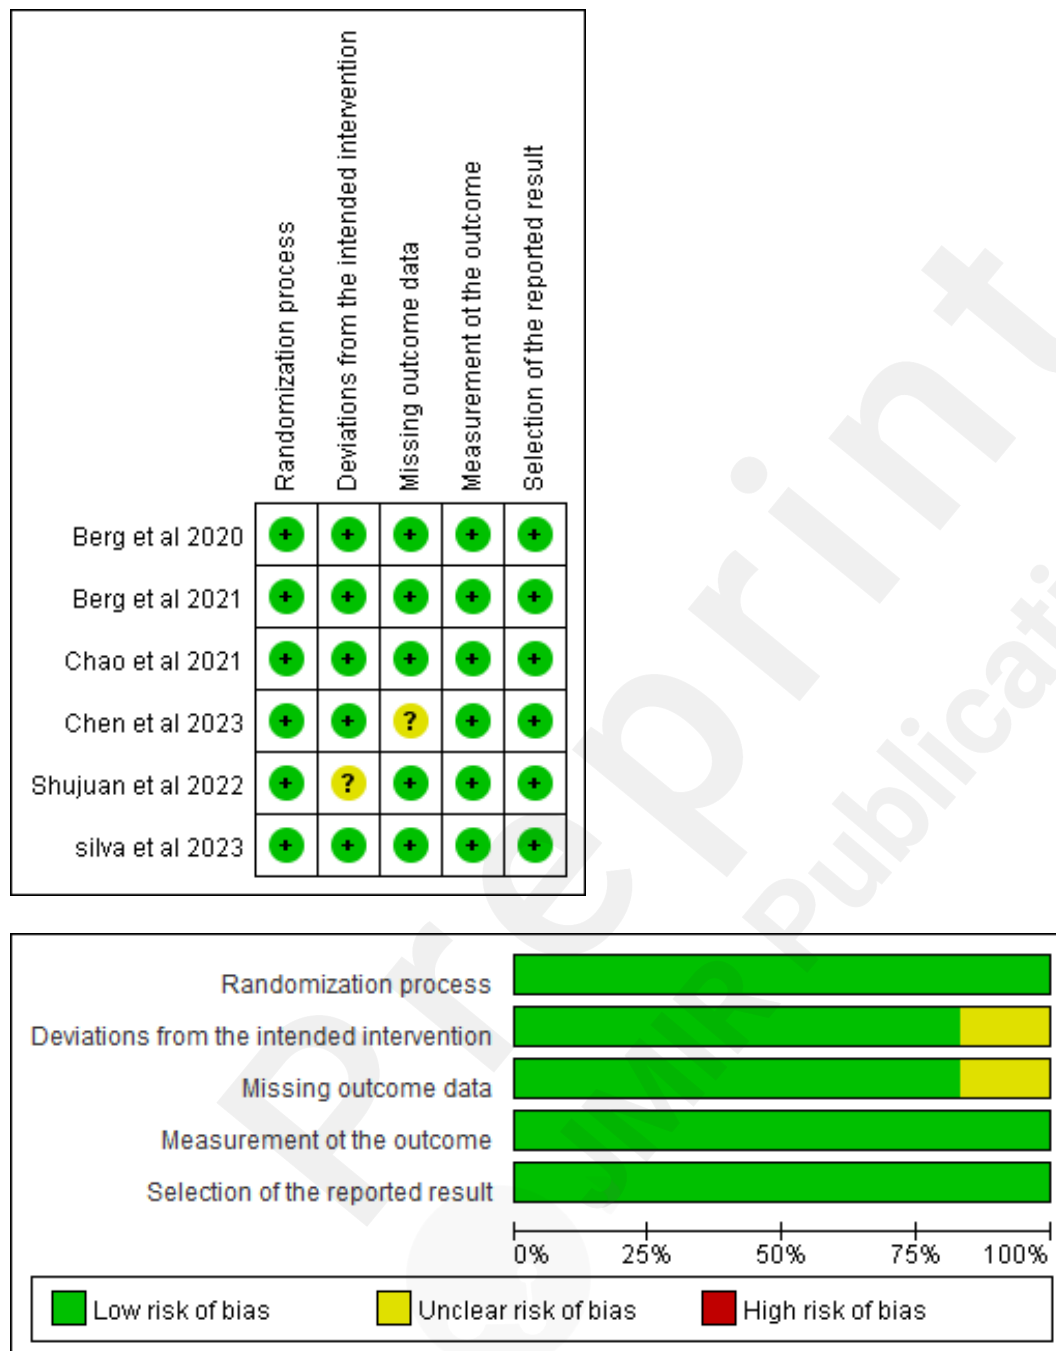 Randomization process
Deviations from the intended intervention
Missing outcome data
Measurement ot the outcome
Selection of the reported result
Berg et al 2020 + + + + +
Berg et al 2021 + + + + +
Chao et al 2021 + + + + +
Chen et al 2023 + + ? + +
Shujuan et al 2022 + ? + + +
silva et al 2023 + + + + +
Randomization process
Deviations from the intended intervention
Missing outcome data
Measurement ot the outcome
Selection of the reported result
0% 25% 50% 75% 100%
Low risk of bias Unclear risk of bias High risk of bias
Preprint
JMIR Publicati